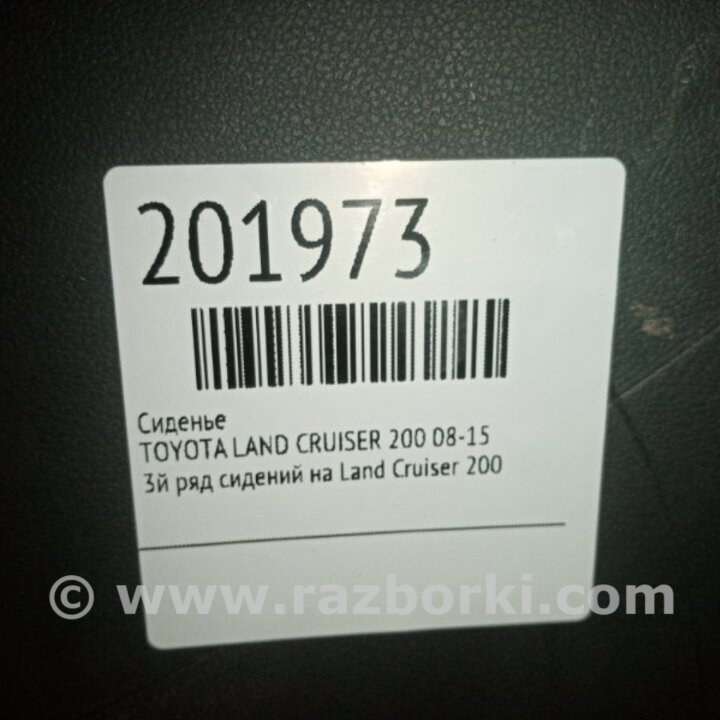 201973
Сиденье
TOYOTA LAND CRUISER 200 08-15
3й ряд сидений на Land Cruiser 200
© www.razborki.com